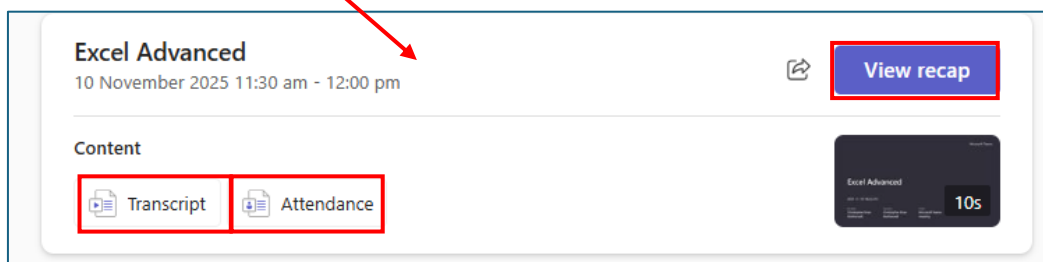 Excel Advanced
10 November 2025 11:30 am - 12:00 pm
View recap
Content
Transcript
Attendance
Excel Advanced
10s